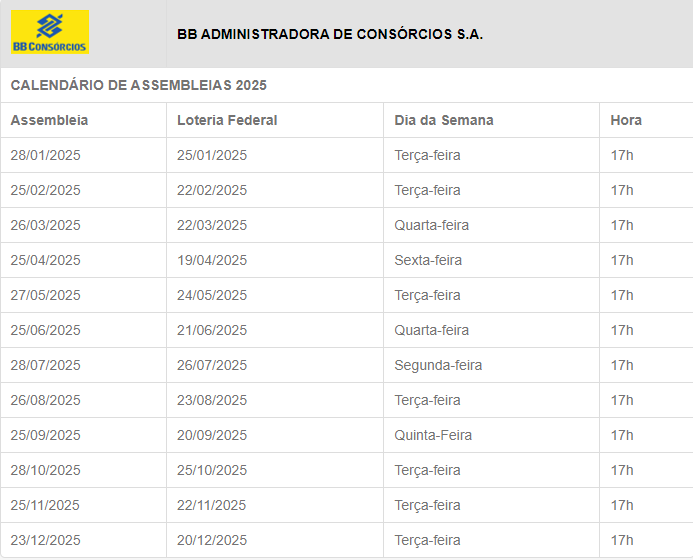 BB CONSÓRCIOS
BB ADMINISTRADORA DE CONSÓRCIOS S.A.
CALENDÁRIO DE ASSEMBLEIAS 2025
Assembleia Loteria Federal Dia da Semana Hora
28/01/2025 25/01/2025 Terça-feira 17h
25/02/2025 22/02/2025 Terça-feira 17h
26/03/2025 22/03/2025 Quarta-feira 17h
25/04/2025 19/04/2025 Sexta-feira 17h
27/05/2025 24/05/2025 Terça-feira 17h
25/06/2025 21/06/2025 Quarta-feira 17h
28/07/2025 26/07/2025 Segunda-feira 17h
26/08/2025 23/08/2025 Terça-feira 17h
25/09/2025 20/09/2025 Quinta-Feira 17h
28/10/2025 25/10/2025 Terça-feira 17h
25/11/2025 22/11/2025 Terça-feira 17h
23/12/2025 20/12/2025 Terça-feira 17h